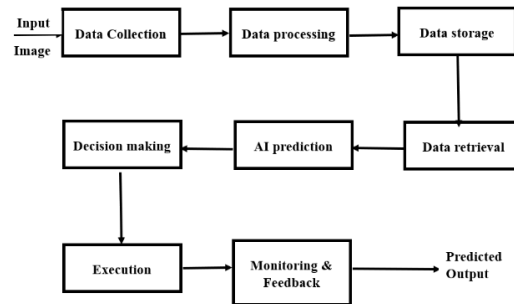 Input
Image
Data Collection
Data processing
Data storage
Decision making
AI prediction
Data retrieval
Execution
Monitoring &
Feedback
Predicted
Output